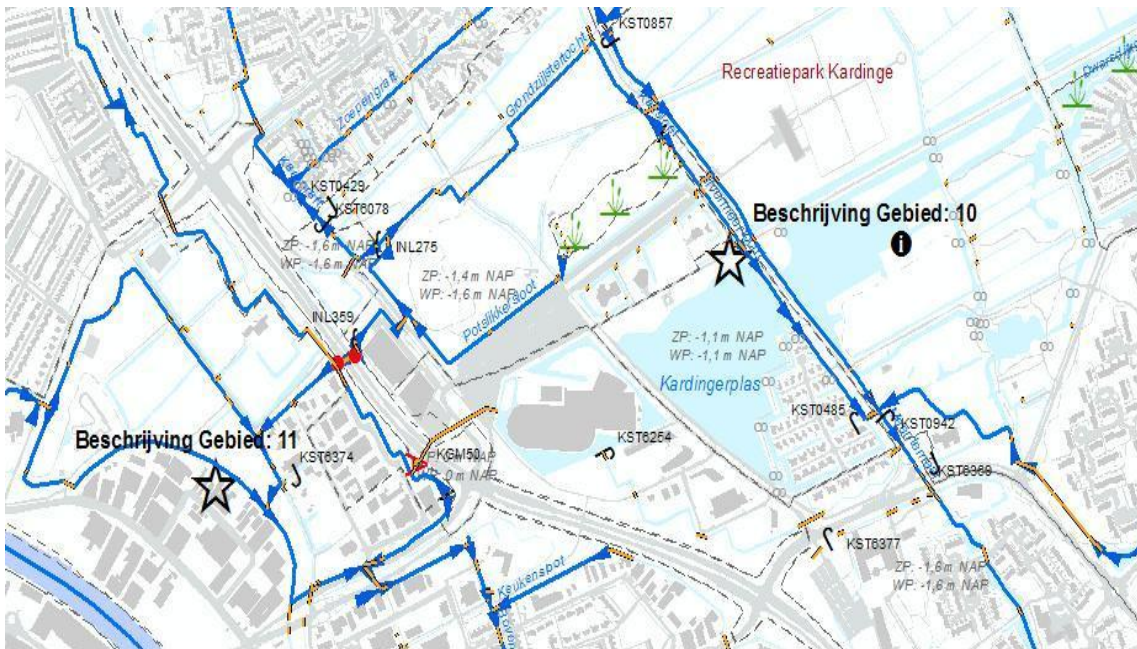 KST0857
Recreatiepark Kardinge
Grondzijlstertocht
Zoepengraft
KST0429
KST6078
INL275
ZP: -1,6 m NAP
WP: -1,6 m NAP
ZP: -1,4 m NAP
WP: -1,6 m NAP
Beschrijving Gebied: 10
i
INL359
Potslikkersloot
ZP: -1,1 m NAP
WP: -1,1 m NAP
Kardingerplas
KST0485
KST0942
Beschrijving Gebied: 11
KST6374
KGM50
KST6254
KST6369
KST6377
ZP: -1,6 m NAP
WP: -1,6 m NAP
Keukenspot